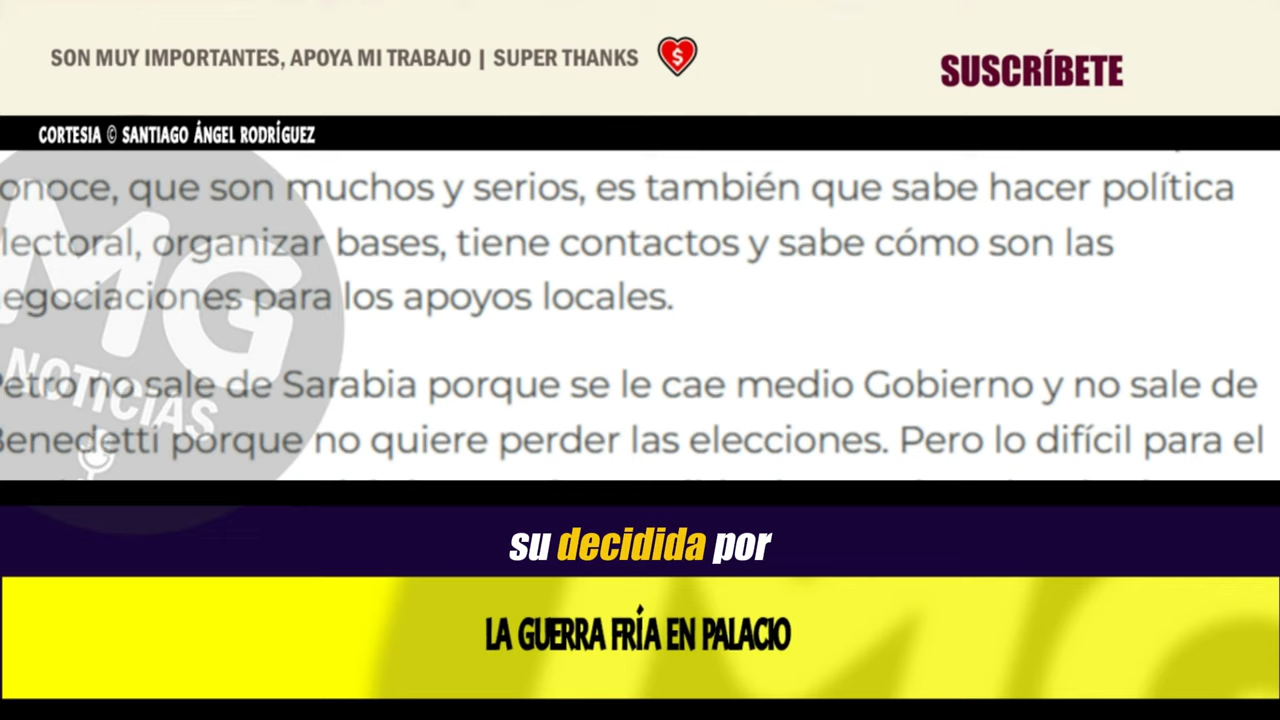 SON MUY IMPORTANTES, APOYA MI TRABAJO | SUPER THANKS
SUSCRÍBETE
CORTESIA © SANTIAGO ÁNGEL RODRÍGUEZ
onoce, que son muchos y serios, es también que sabe hacer política
lectoral, organizar bases, tiene contactos y sabe cómo son las
egociaciones para los apoyos locales.
Petro no sale de Sarabia porque se le cae medio Gobierno y no sale de
Benedetti porque no quiere perder las elecciones. Pero lo difícil para el
MG
NOTICIAS
su decidida por
LA GUERRA FRÍA EN PALACIO